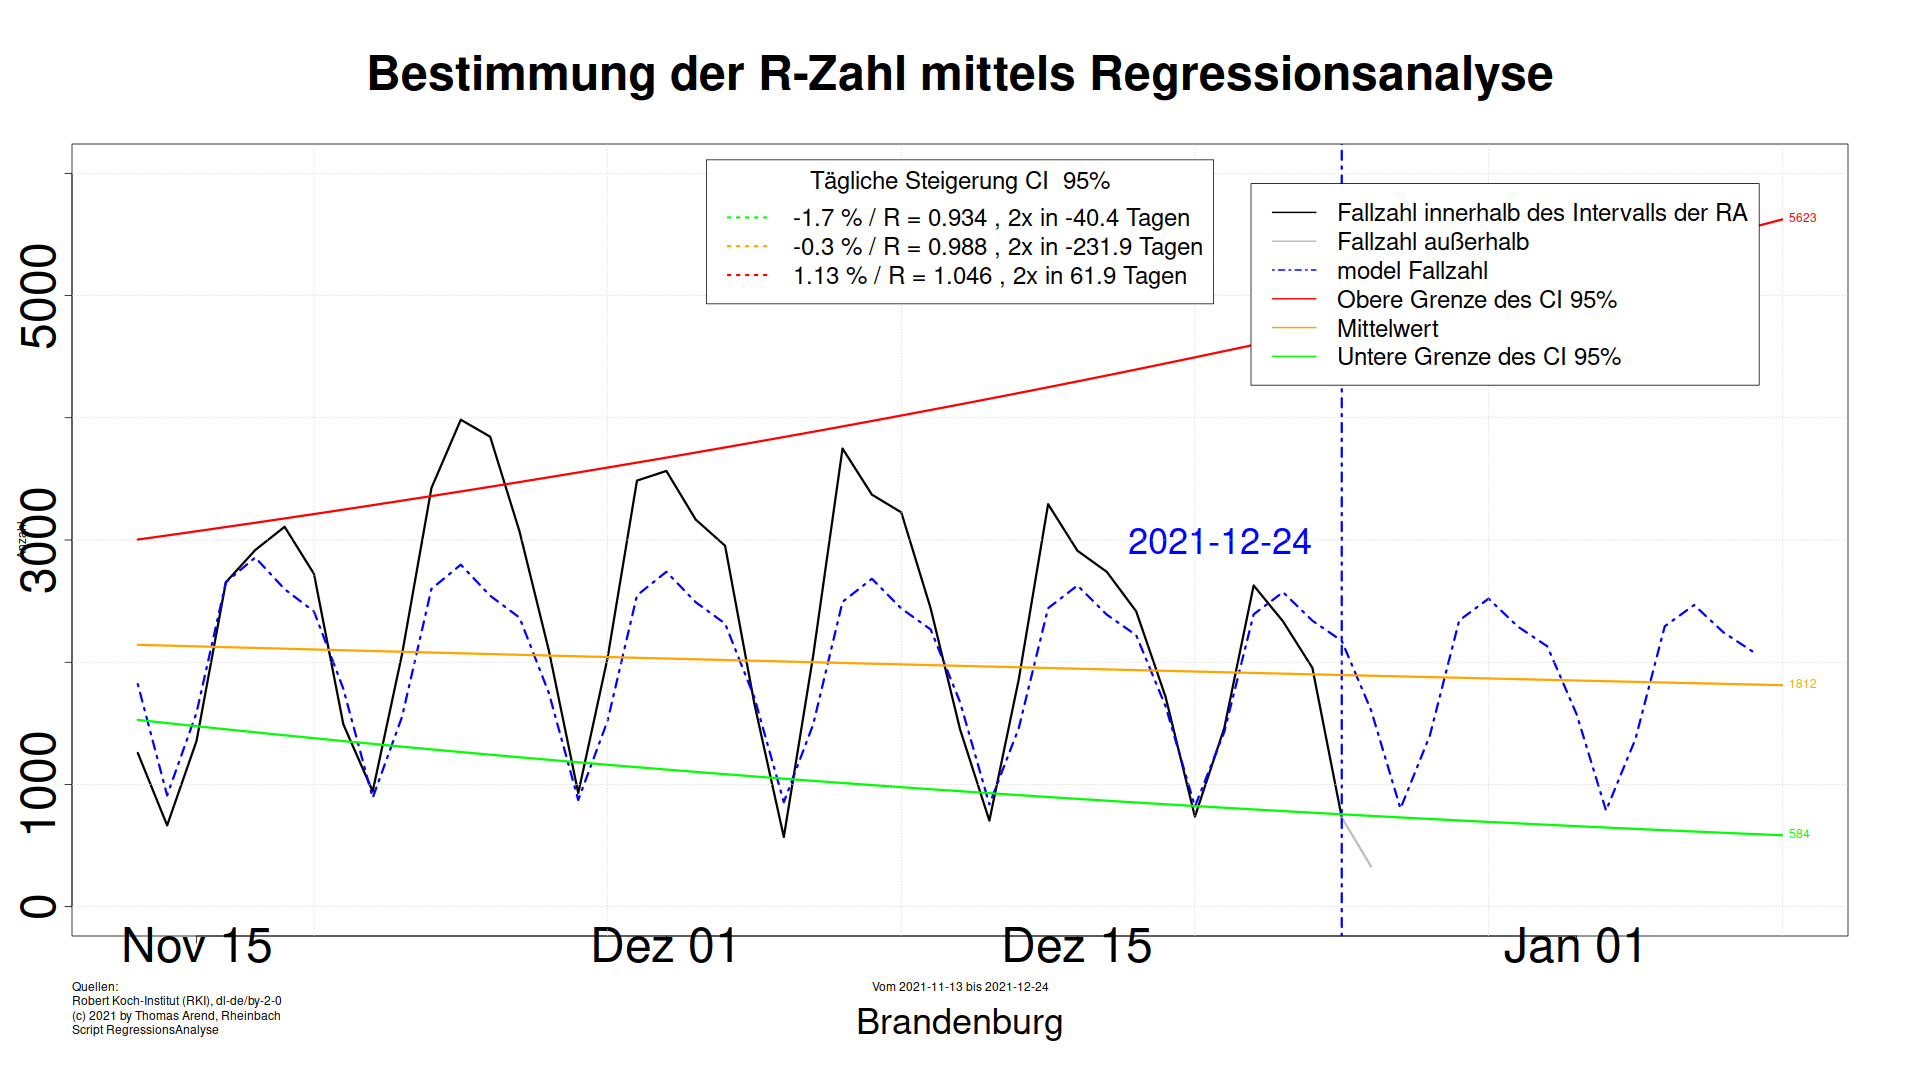 Bestimmung der R-Zahl mittels Regressionsanalyse
Tägliche Steigerung CI 95%
-1.7 % / R = 0.934 , 2x in -40.4 Tagen
-0.3 % / R = 0.988 , 2x in -231.9 Tagen
1.13 % / R = 1.046 , 2x in 61.9 Tagen
Fallzahl innerhalb des Intervalls der RA
Fallzahl außerhalb
model Fallzahl
Obere Grenze des CI 95%
Mittelwert
Untere Grenze des CI 95%
5623
5000
3000
1000
0
Anzahl
2021-12-24
1812
584
Nov 15
Dez 01
Dez 15
Jan 01
Quellen:
Robert Koch-Institut (RKI), dl-de/by-2-0
(c) 2021 by Thomas Arend, Rheinbach
Script RegressionsAnalyse
Vom 2021-11-13 bis 2021-12-24
Brandenburg